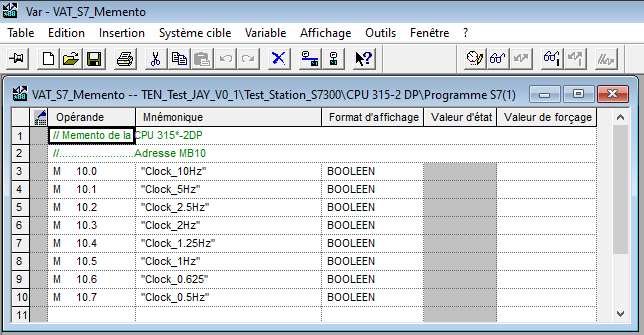 Var - VAT_S7_Memento
Table Edition Insertion Système cible Variable Affichage Outils Fenêtre ?
VAT_S7_Memento -- TEN_Test_JAY_V0_1\Test_Station_S7300\CPU 315-2 DP\Programme S7(1)
Opérande Mnémonique Format d'affichage Valeur d'état Valeur de forçage
1 // Memento de la CPU 315*-2DP
2 //............................Adresse MB10
3 M 10.0 "Clock_10Hz" BOOLEEN
4 M 10.1 "Clock_5Hz" BOOLEEN
5 M 10.2 "Clock_2.5Hz" BOOLEEN
6 M 10.3 "Clock_2Hz" BOOLEEN
7 M 10.4 "Clock_1.25Hz" BOOLEEN
8 M 10.5 "Clock_1Hz" BOOLEEN
9 M 10.6 "Clock_0.625" BOOLEEN
10 M 10.7 "Clock_0.5Hz" BOOLEEN
11